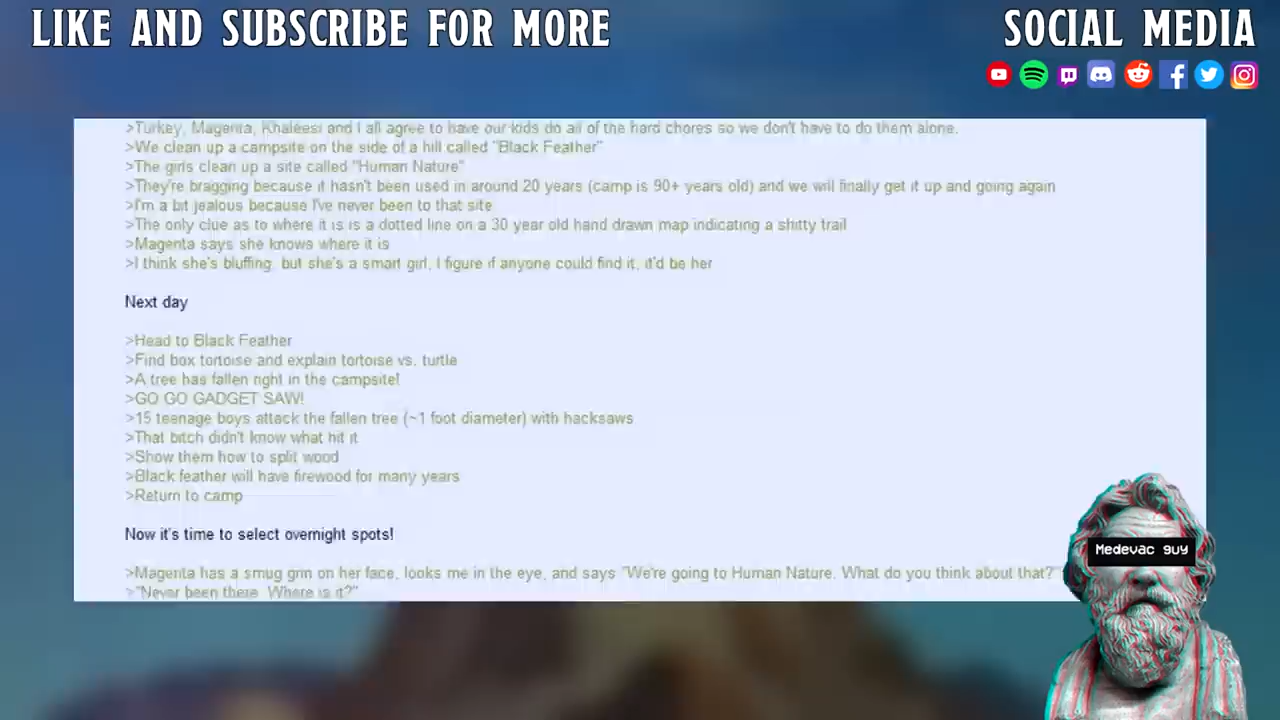 LIKE AND SUBSCRIBE FOR MORE
SOCIAL MEDIA
>Turkey, Magenta, Khaleesi and I all agree to have our kids do all of the hard chores so we don't have to do them alone.
>We clean up a campsite on the side of a hill called "Black Feather"
>The girls clean up a site called "Human Nature"
>They're bragging because it hasn't been used in around 20 years (camp is 90+ years old) and we will finally get it up and going again
>I'm a bit jealous because I've never been to that site
>The only clue as to where it is is a dotted line on a 30 year old hand drawn map indicating a shitty trail
>Magenta says she knows where it is
>I think she's bluffing, but she's a smart girl, I figure if anyone could find it, it'd be her
Next day
>Head to Black Feather
>Find box tortoise and explain tortoise vs. turtle
>A tree has fallen right in the campsite!
>GO GO GADGET SAW!
>15 teenage boys attack the fallen tree (~1 foot diameter) with hacksaws
>That bitch didn't know what hit it
>Show them how to split wood
>Black feather will have firewood for many years
>Return to camp
Now it's time to select overnight spots!
>Magenta has a smug grin on her face, looks me in the eye, and says "We're going to Human Nature. What do you think about that?"
>"Never been there. Where is it?"
Medevac guy